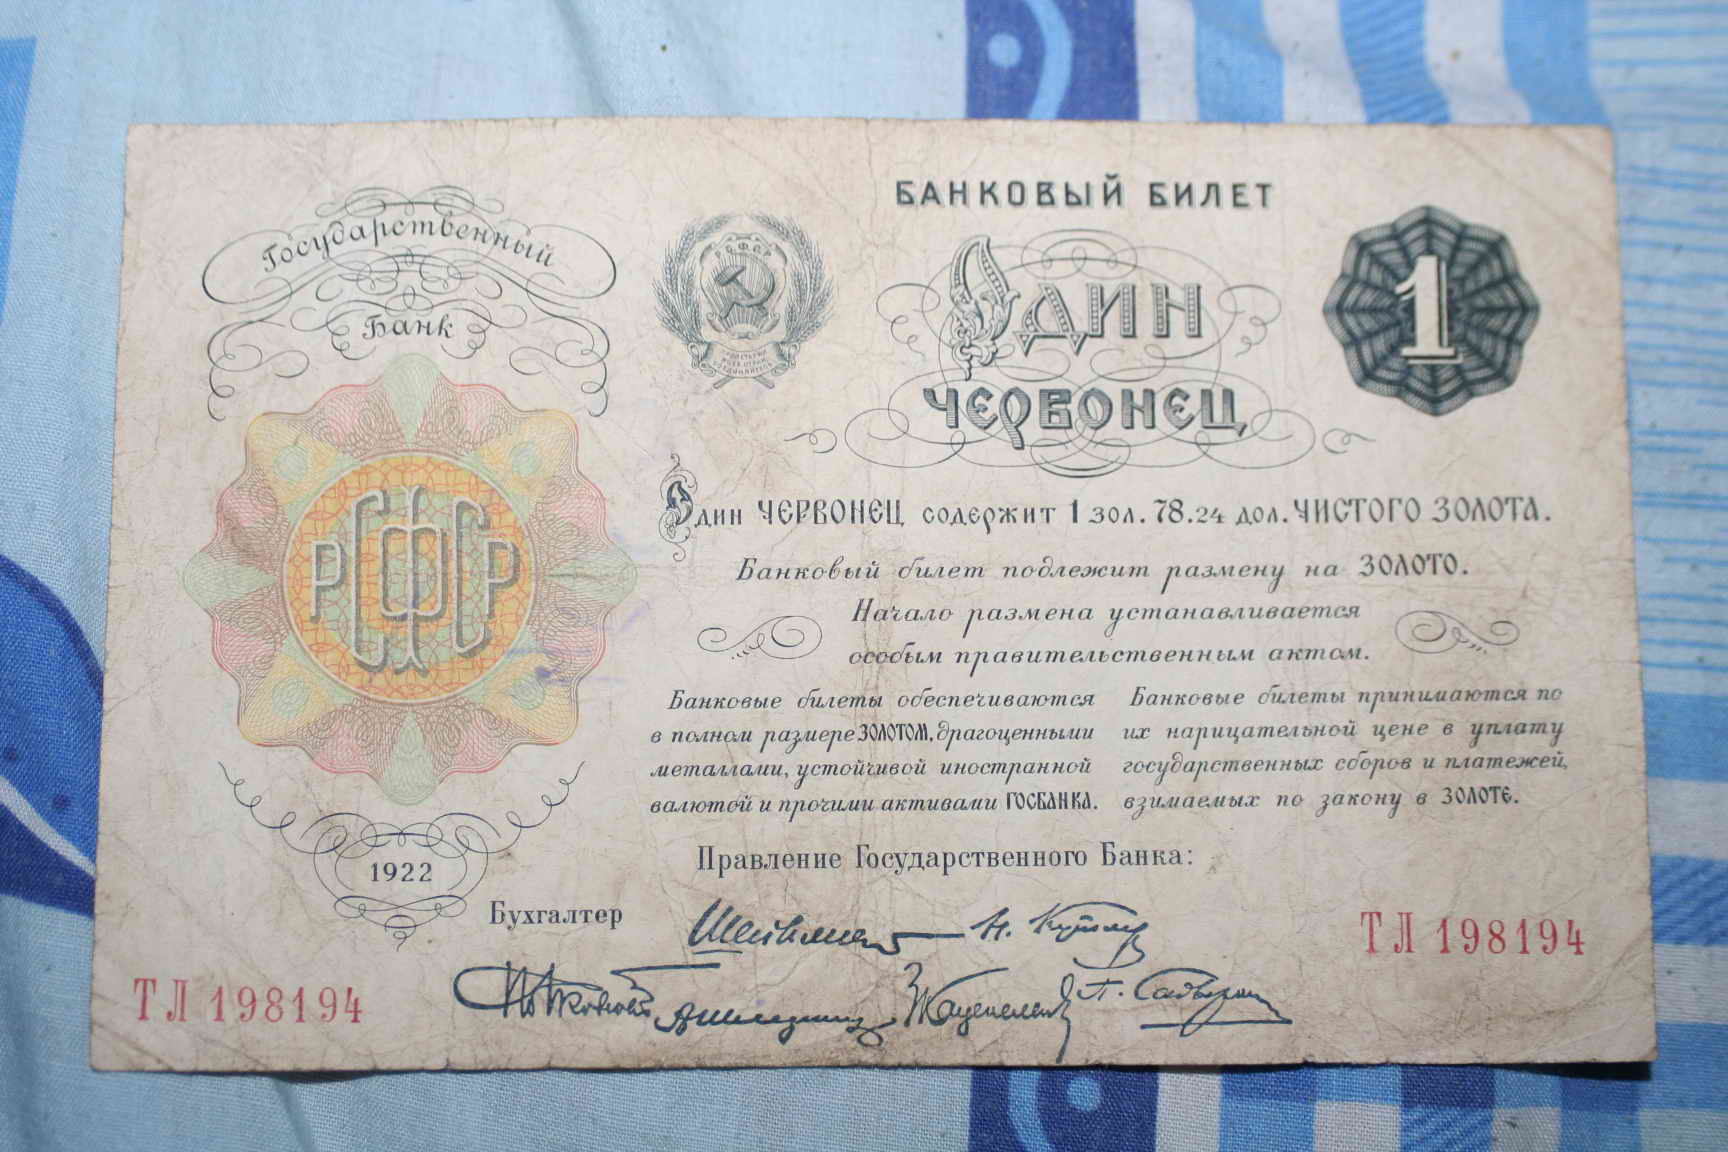 Государственный
Банк
РСФСР
1922
БАНКОВЫЙ БИЛЕТ
Р.С.Ф.С.Р
ОДИН
ЧЕРВОНЕЦ
1
Один ЧЕРВОНЕЦ содержит 1 зол. 78.24 дол. ЧИСТОГО ЗОЛОТА.
Банковый билет подлежит размену на ЗОЛОТО.
Начало размена устанавливается
особым правительственным актом.
Банковые билеты обеспечиваются
в полном размере ЗОЛОТОМ, драгоценными
металлами, устойчивой иностранной
валютой и прочими активами ГОСБАНКА.
Банковые билеты принимаются по
их нарицательной цене в уплату
государственных сборов и платежей,
взимаемых по закону в ЗОЛОТЕ.
Правление Государственного Банка:
Бухгалтер
ТЛ 198194
ТЛ 198194